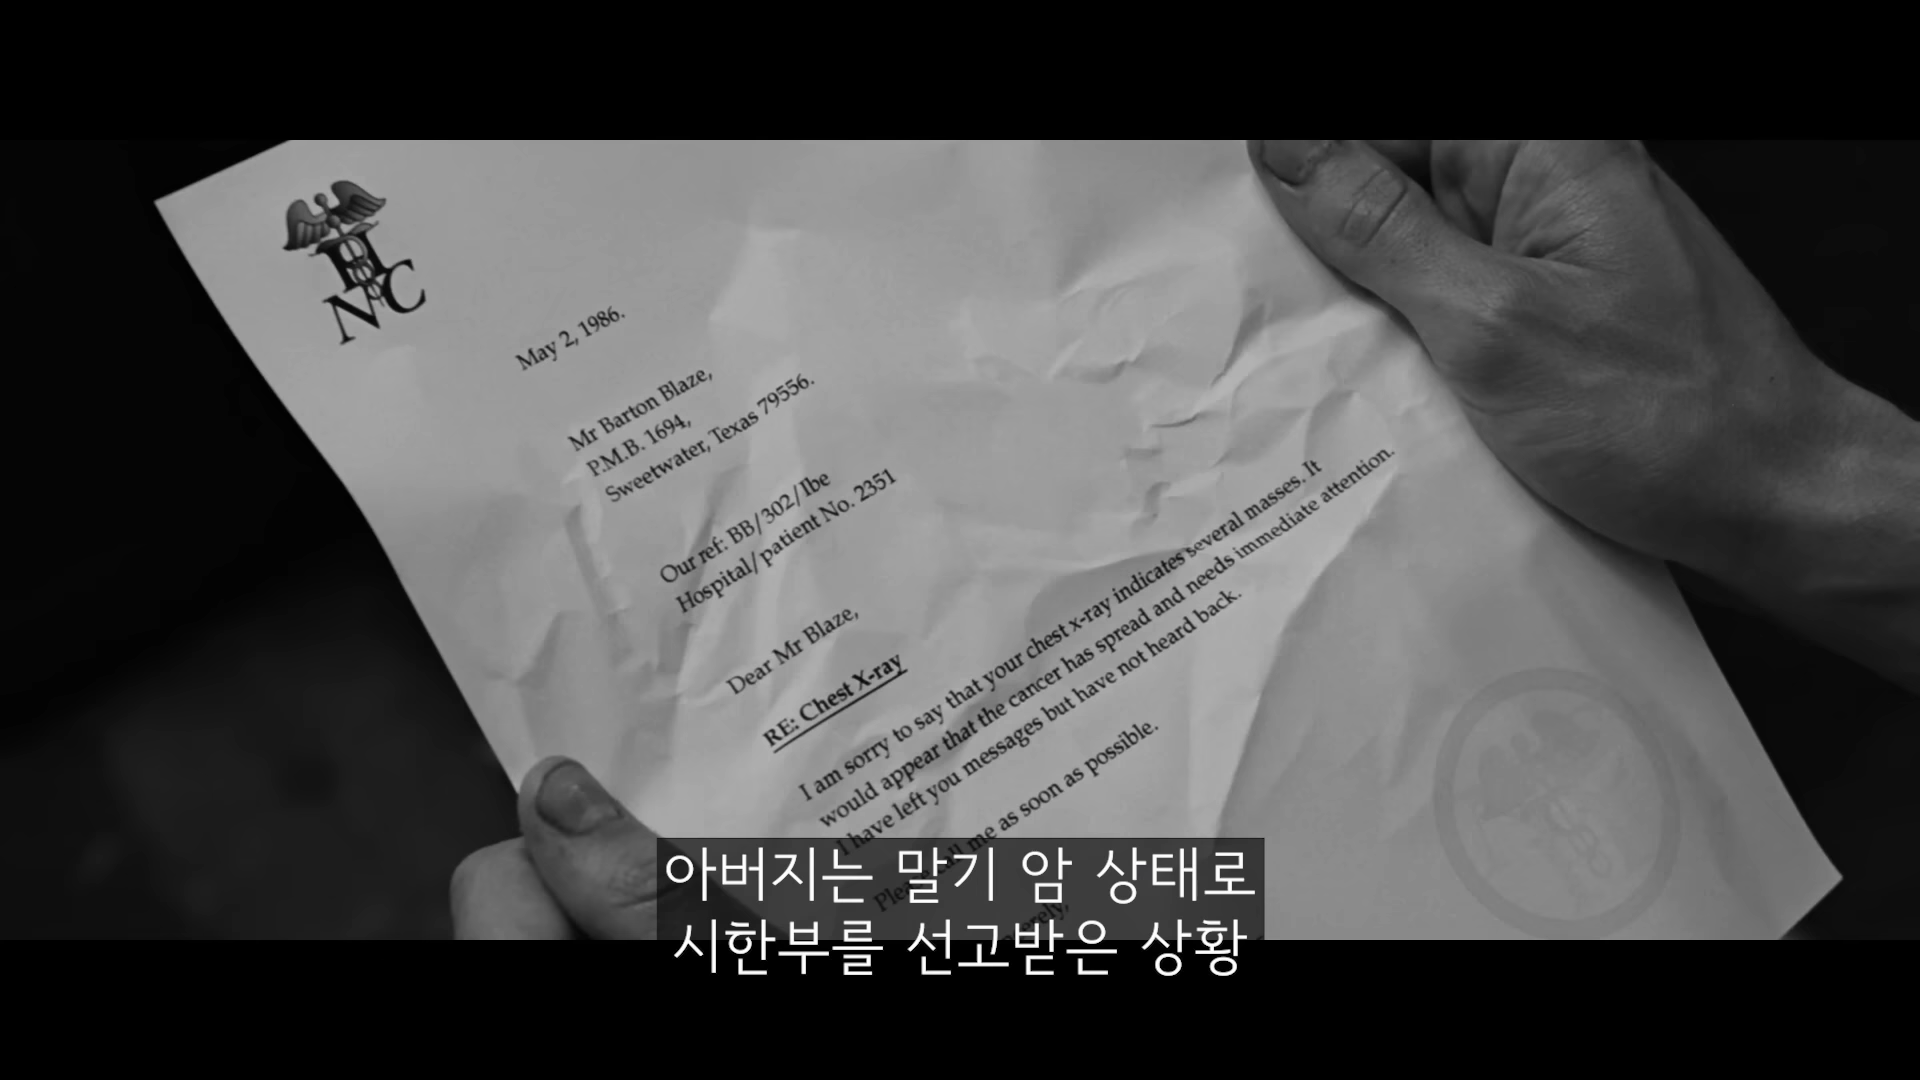 H
NC
May 2, 1986.
Mr Barton Blaze,
P.M.B. 1694,
Sweetwater, Texas 79556.
Our ref: BB/302/Ibe
Hospital/patient No. 2351
Dear Mr Blaze,
RE: Chest X-ray
I am sorry to say that your chest x-ray indicates several masses. It
would appear that the cancer has spread and needs immediate attention.
I have left you messages but have not heard back.
Please call me as soon as possible.
아버지는 말기 암 상태로
시한부를 선고받은 상황